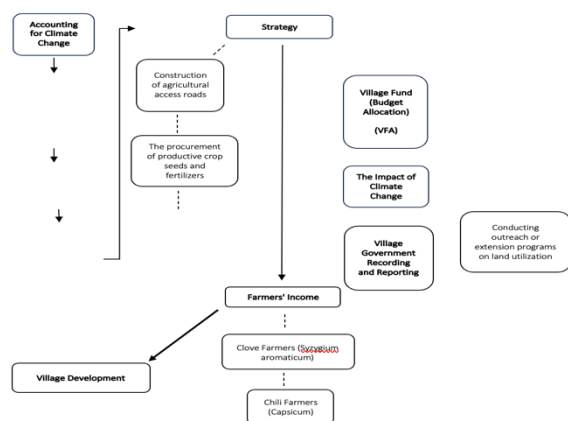 Accounting
for Climate
Change
Strategy
Construction
of agricultural
access roads
Village Fund
(Budget
Allocation)
(VFA)
The procurement
of productive crop
seeds and
fertilizers
The Impact of
Climate
Change
Village
Government
Recording
and Reporting
Conducting
outreach or
extension programs
on land utilization
Farmers' Income
Clove Farmers (Syzygium
aromaticum)
Village Development
Chili Farmers
(Capsicum)